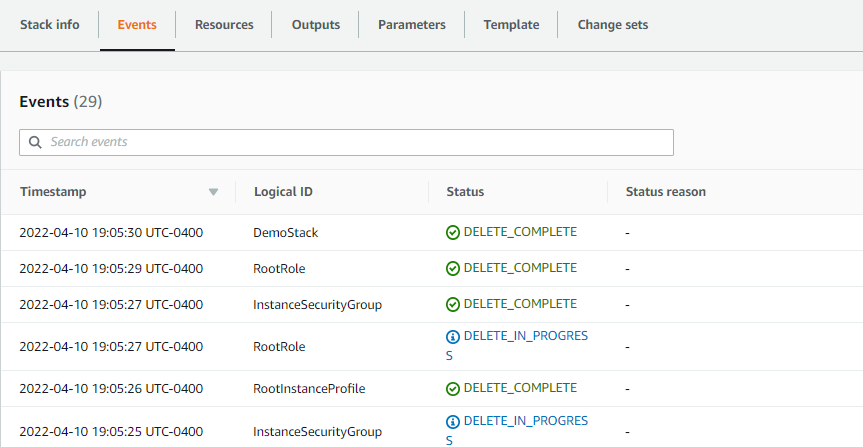 Stack info Events Resources Outputs Parameters Template Change sets
Events (29)
Search events
Timestamp Logical ID Status Status reason
2022-04-10 19:05:30 UTC-0400 DemoStack DELETE_COMPLETE -
2022-04-10 19:05:29 UTC-0400 RootRole DELETE_COMPLETE -
2022-04-10 19:05:27 UTC-0400 InstanceSecurityGroup DELETE_COMPLETE -
2022-04-10 19:05:27 UTC-0400 RootRole DELETE_IN_PROGRES -
S
2022-04-10 19:05:26 UTC-0400 RootInstanceProfile DELETE_COMPLETE -
2022-04-10 19:05:25 UTC-0400 InstanceSecurityGroup DELETE_IN_PROGRES -
S